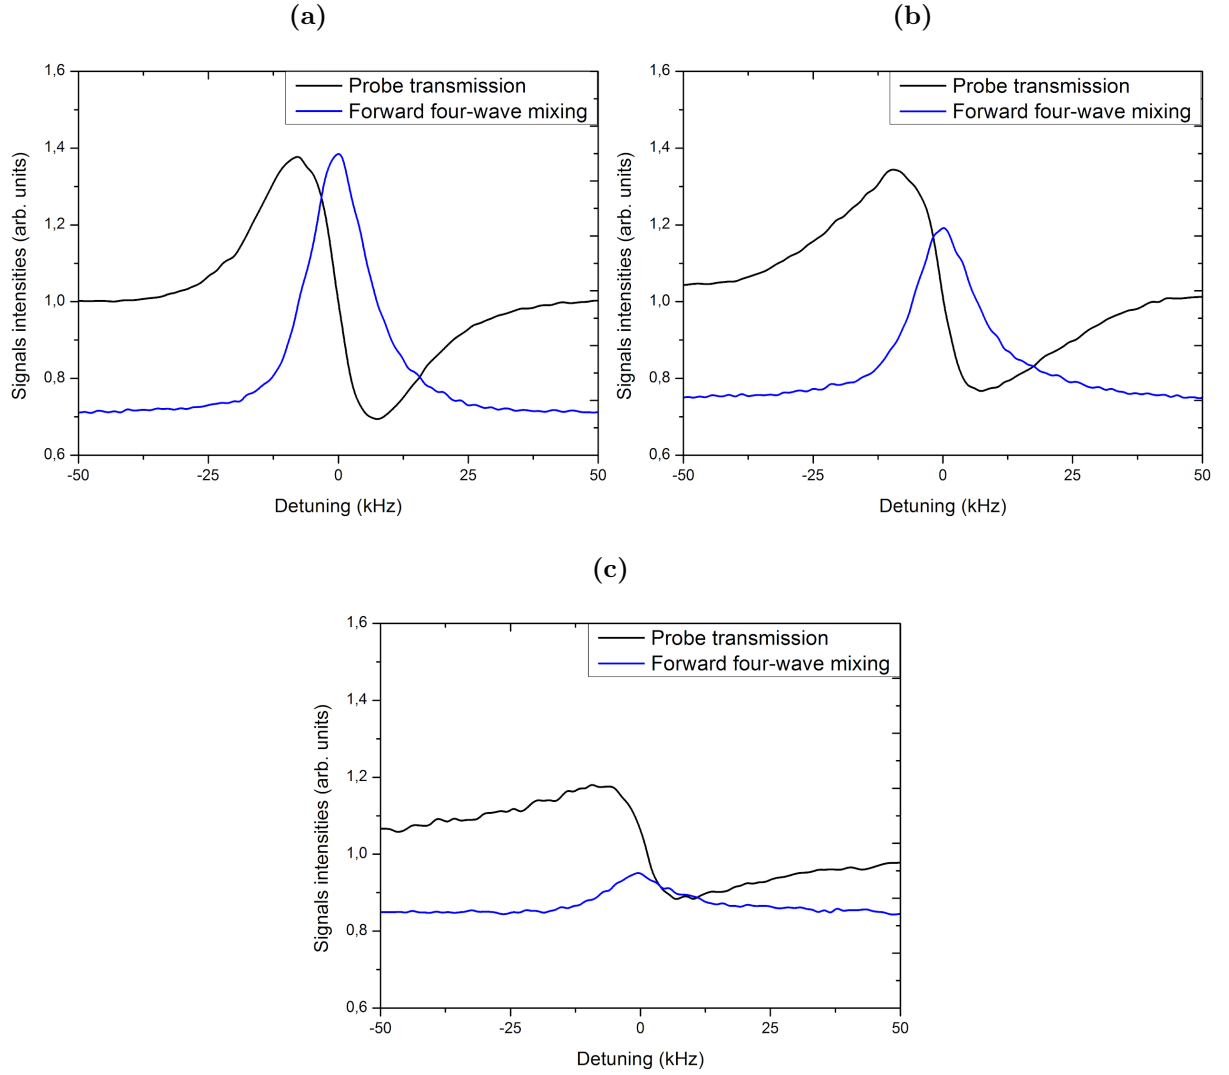 (a)
Probe transmission
Forward four-wave mixing
Signals intensities (arb. units)
1,6
1,4
1,2
1,0
0,8
0,6
-50 -25 0 25 50
Detuning (kHz)
(b)
Probe transmission
Forward four-wave mixing
Signals intensities (arb. units)
1,6
1,4
1,2
1,0
0,8
0,6
-50 -25 0 25 50
Detuning (kHz)
(c)
Probe transmission
Forward four-wave mixing
Signals intensities (arb. units)
1,6
1,4
1,2
1,0
0,8
0,6
-50 -25 0 25 50
Detuning (kHz)